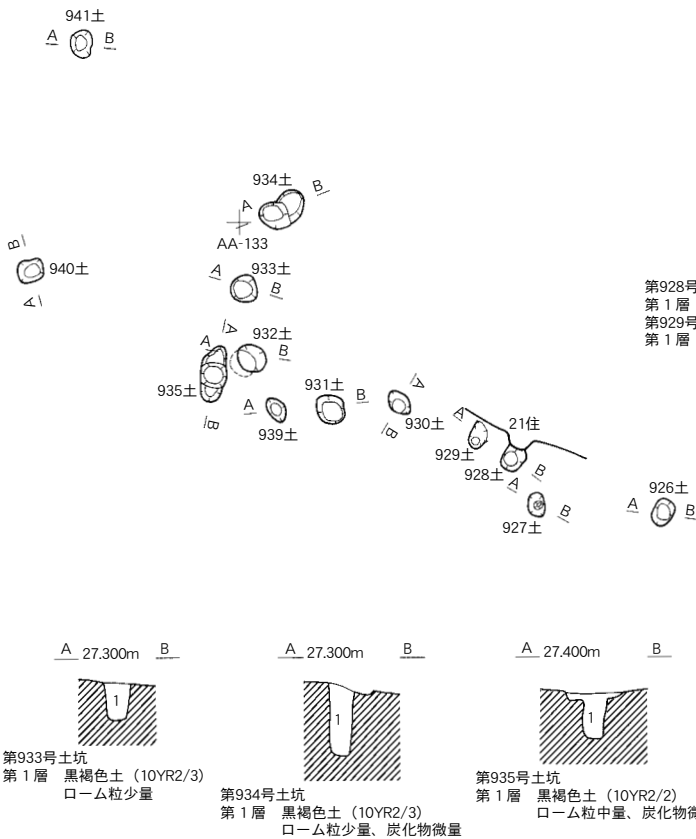 941土
A B
934土
A B
AA-133
B
940土
A
933土
A B
第928号
第１層
第929号
第１層
A
932土
A B
935土
B
931土
A B
939土
A
930土
B
21住
A
929土
928土
B
A
927土
B
926土
A B
A 27.300m B
A 27.300m B
A 27.400m B
1
1
1
第933号土坑
第１層 黒褐色土（10YR2/3）
ローム粒少量
第934号土坑
第１層 黒褐色土（10YR2/3）
ローム粒少量、炭化物微量
第935号土坑
第１層 黒褐色土（10YR2/2）
ローム粒中量、炭化物微